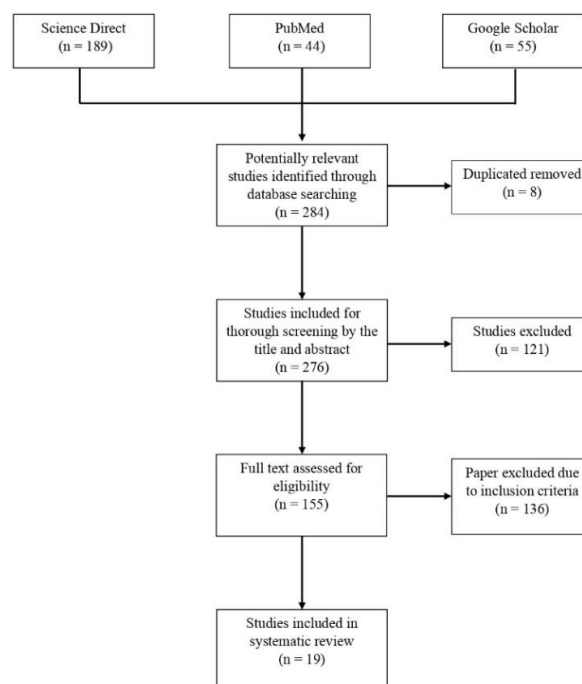 Science Direct
(n = 189)
PubMed
(n = 44)
Google Scholar
(n = 55)
Potentially relevant
studies identified through
database searching
(n = 284)
Duplicated removed
(n = 8)
Studies included for
thorough screening by the
title and abstract
(n = 276)
Studies excluded
(n = 121)
Full text assessed for
eligibility
(n = 155)
Paper excluded due
to inclusion criteria
(n = 136)
Studies included in
systematic review
(n = 19)